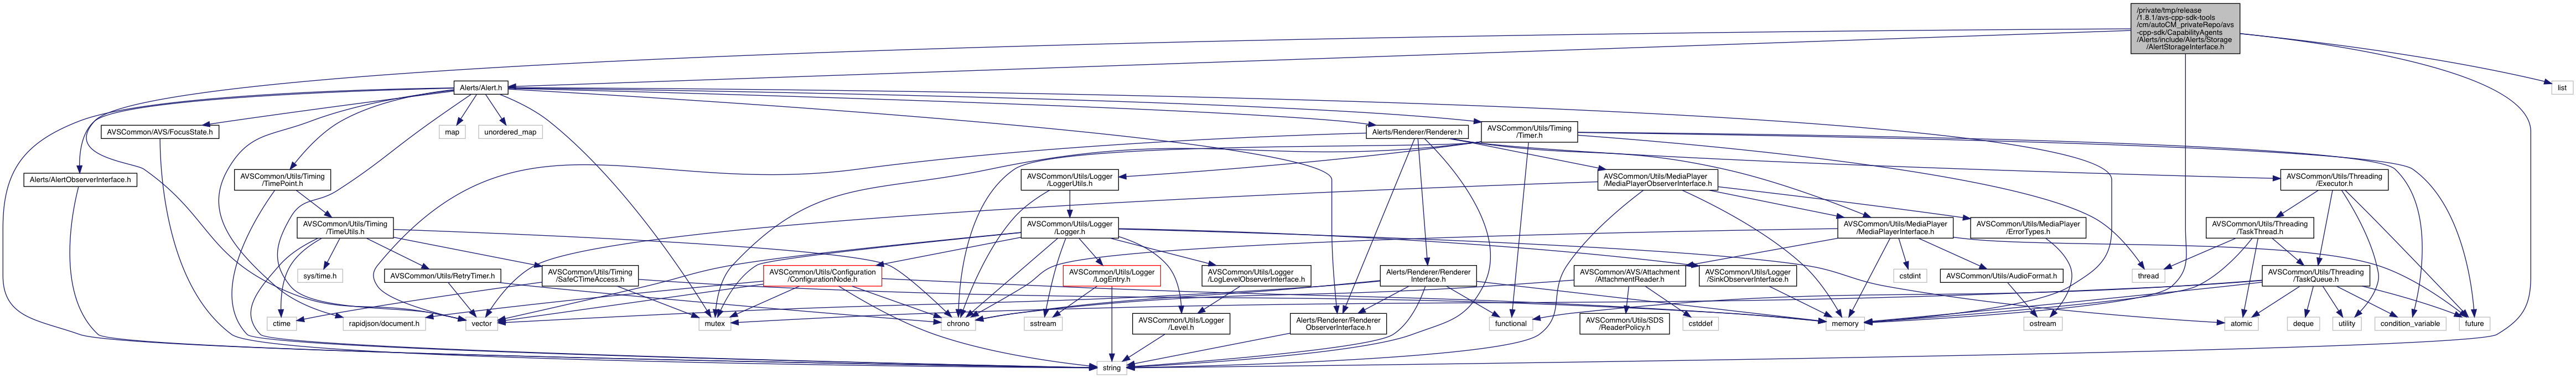 /private/tmp/release
/1.8.1/avs-cpp-sdk-tools
/cm/autoCM_privateRepo/avs
-cpp-sdk/CapabilityAgents
/Alerts/include/Alerts/Storage
/AlertStorageInterface.h
Alerts/Alert.h
list
AVSCommon/AVS/FocusState.h
map
unordered_map
Alerts/Renderer/Renderer.h
AVSCommon/Utils/Timing
/Timer.h
Alerts/AlertObserverInterface.h
AVSCommon/Utils/Timing
/TimePoint.h
AVSCommon/Utils/Logger
/LoggerUtils.h
AVSCommon/Utils/MediaPlayer
/MediaPlayerObserverInterface.h
AVSCommon/Utils/Threading
/Executor.h
AVSCommon/Utils/Timing
/TimeUtils.h
AVSCommon/Utils/Logger
/Logger.h
AVSCommon/Utils/MediaPlayer
/MediaPlayerInterface.h
AVSCommon/Utils/MediaPlayer
/ErrorTypes.h
AVSCommon/Utils/Threading
/TaskThread.h
sys/time.h
AVSCommon/Utils/RetryTimer.h
AVSCommon/Utils/Timing
/SafeCTimeAccess.h
AVSCommon/Utils/Configuration
/ConfigurationNode.h
AVSCommon/Utils/Logger
/LogEntry.h
AVSCommon/Utils/Logger
/LogLevelObserverInterface.h
Alerts/Renderer/Renderer
Interface.h
AVSCommon/AVS/Attachment
/AttachmentReader.h
AVSCommon/Utils/Logger
/SinkObserverInterface.h
cstdint
AVSCommon/Utils/AudioFormat.h
thread
AVSCommon/Utils/Threading
/TaskQueue.h
ctime
rapidjson/document.h
vector
mutex
chrono
sstream
AVSCommon/Utils/Logger
/Level.h
Alerts/Renderer/Renderer
ObserverInterface.h
functional
AVSCommon/Utils/SDS
/ReaderPolicy.h
cstddef
memory
ostream
atomic
deque
utility
condition_variable
future
string